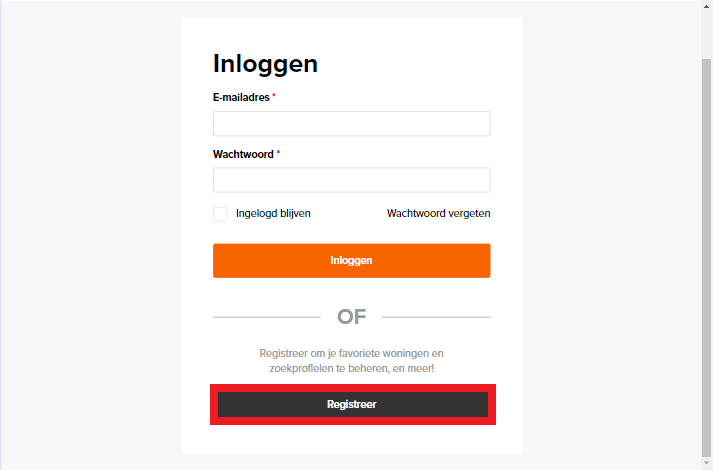 Inloggen
E-mailadres *
Wachtwoord *
Ingelogd blijven Wachtwoord vergeten
Inloggen
OF
Registreer om je favoriete woningen en
zoekprofielen te beheren, en meer!
Registreer